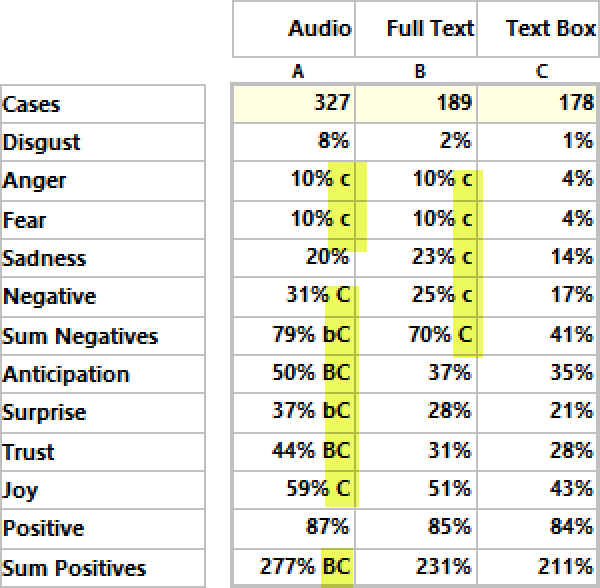 Audio Full Text Text Box
A B C
Cases 327 189 178
Disgust 8% 2% 1%
Anger 10% c 10% c 4%
Fear 10% c 10% c 4%
Sadness 20% 23% c 14%
Negative 31% C 25% c 17%
Sum Negatives 79% bC 70% C 41%
Anticipation 50% BC 37% 35%
Surprise 37% bC 28% 21%
Trust 44% BC 31% 28%
Joy 59% C 51% 43%
Positive 87% 85% 84%
Sum Positives 277% BC 231% 211%